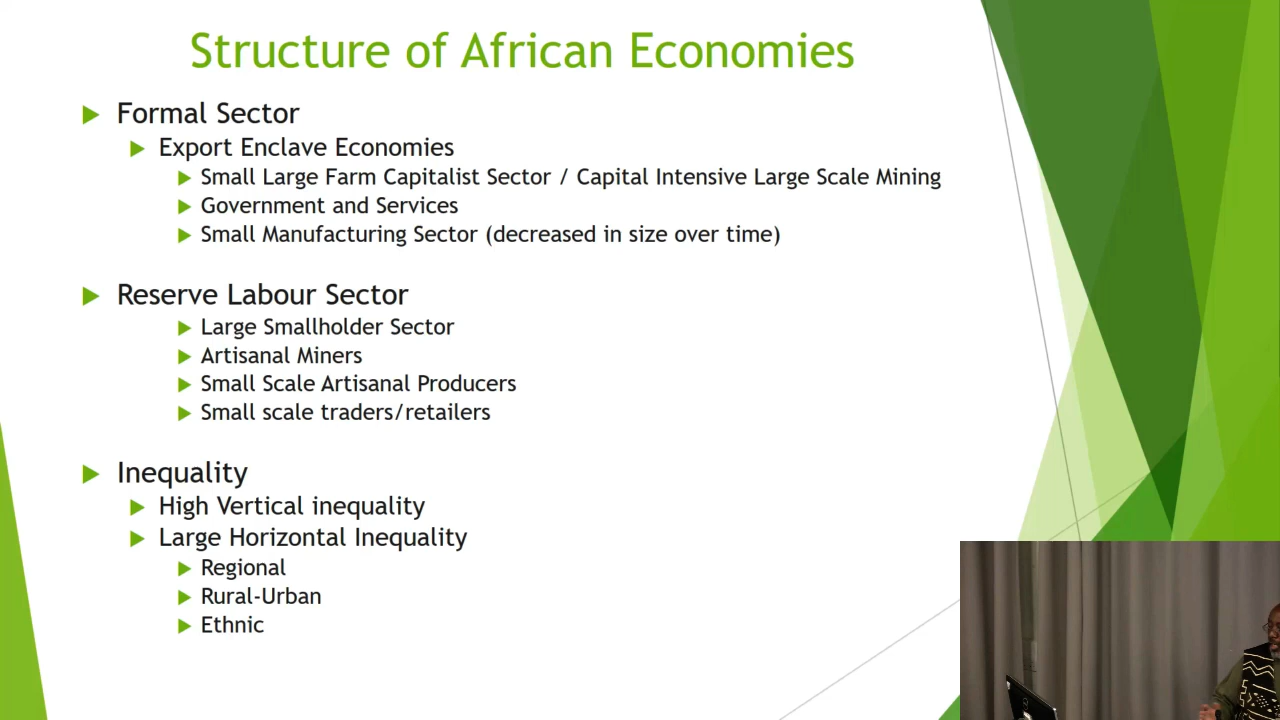 Structure of African Economies
Formal Sector
Export Enclave Economies
Small Large Farm Capitalist Sector / Capital Intensive Large Scale Mining
Government and Services
Small Manufacturing Sector (decreased in size over time)
Reserve Labour Sector
Large Smallholder Sector
Artisanal Miners
Small Scale Artisanal Producers
Small scale traders/retailers
Inequality
High Vertical inequality
Large Horizontal Inequality
Regional
Rural-Urban
Ethnic